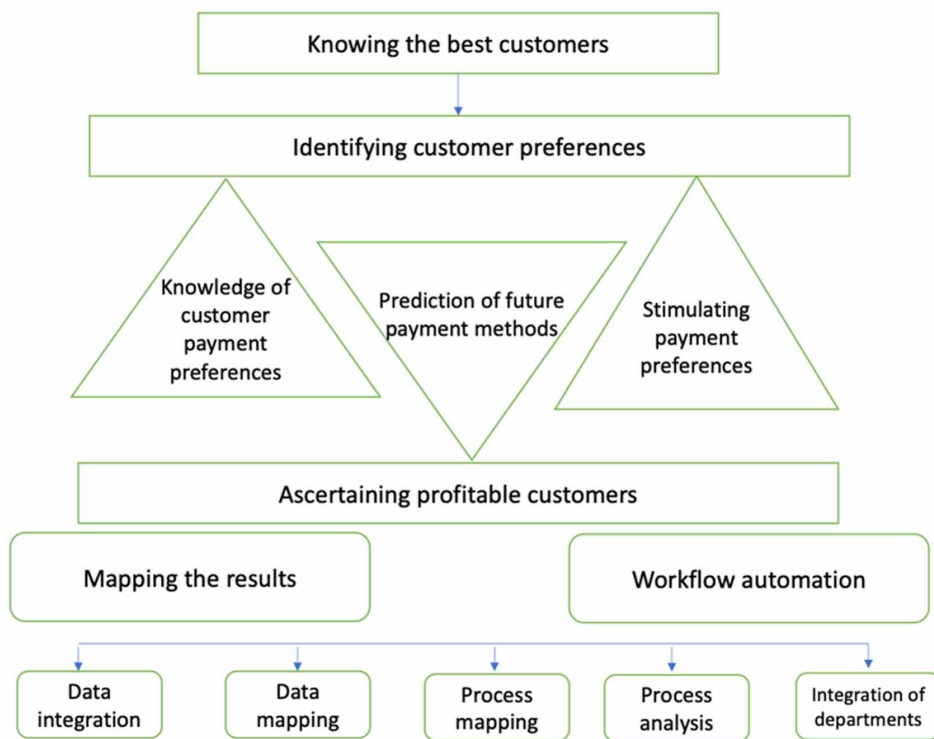 Knowing the best customers
Identifying customer preferences
Knowledge of
customer
payment
preferences
Prediction of future
payment methods
Stimulating
payment
preferences
Ascertaining profitable customers
Mapping the results
Workflow automation
Data
integration
Data
mapping
Process
mapping
Process
analysis
Integration of
departments